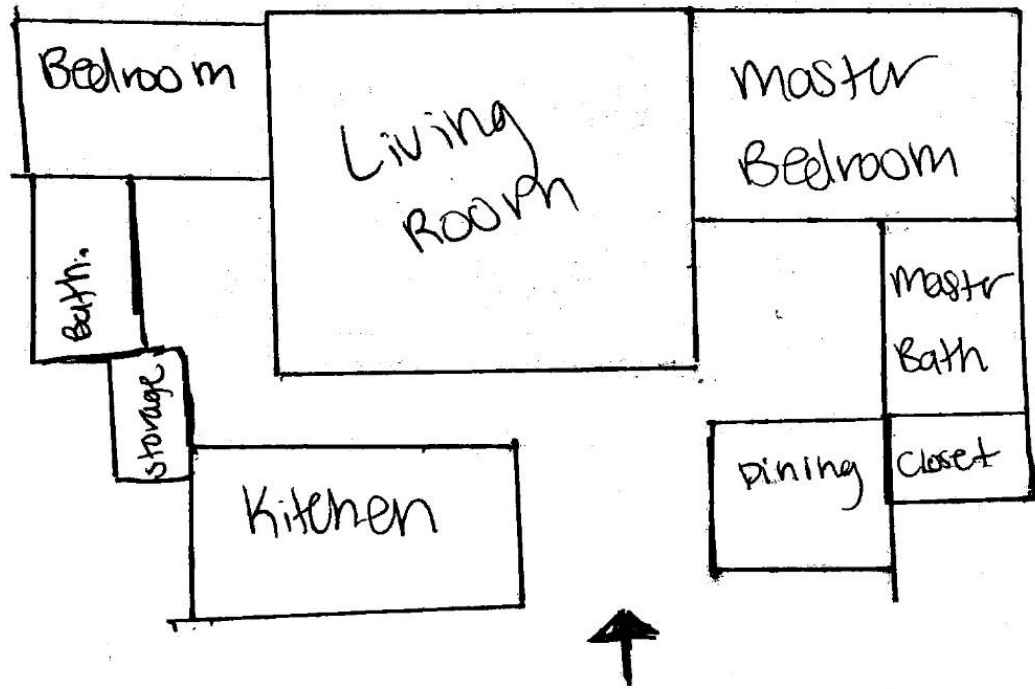 Bedroom
Living
Room
Master
Bedroom
Bath.
Storage
Master
Bath
Kitchen
Dining
Closet